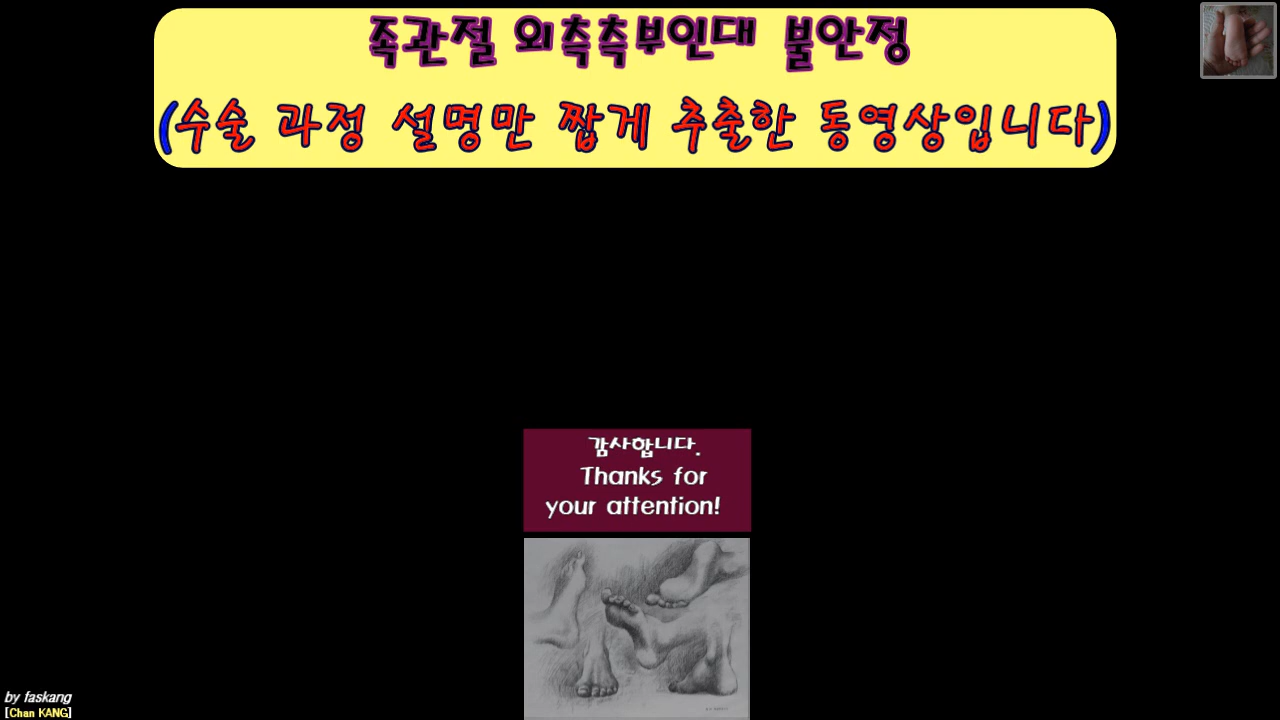 족관절 외측측부인대 불안정
(수술 과정 설명만 짧게 추출한 동영상입니다)
감사합니다.
Thanks for
your attention!
by faskang
[Chan KANG]